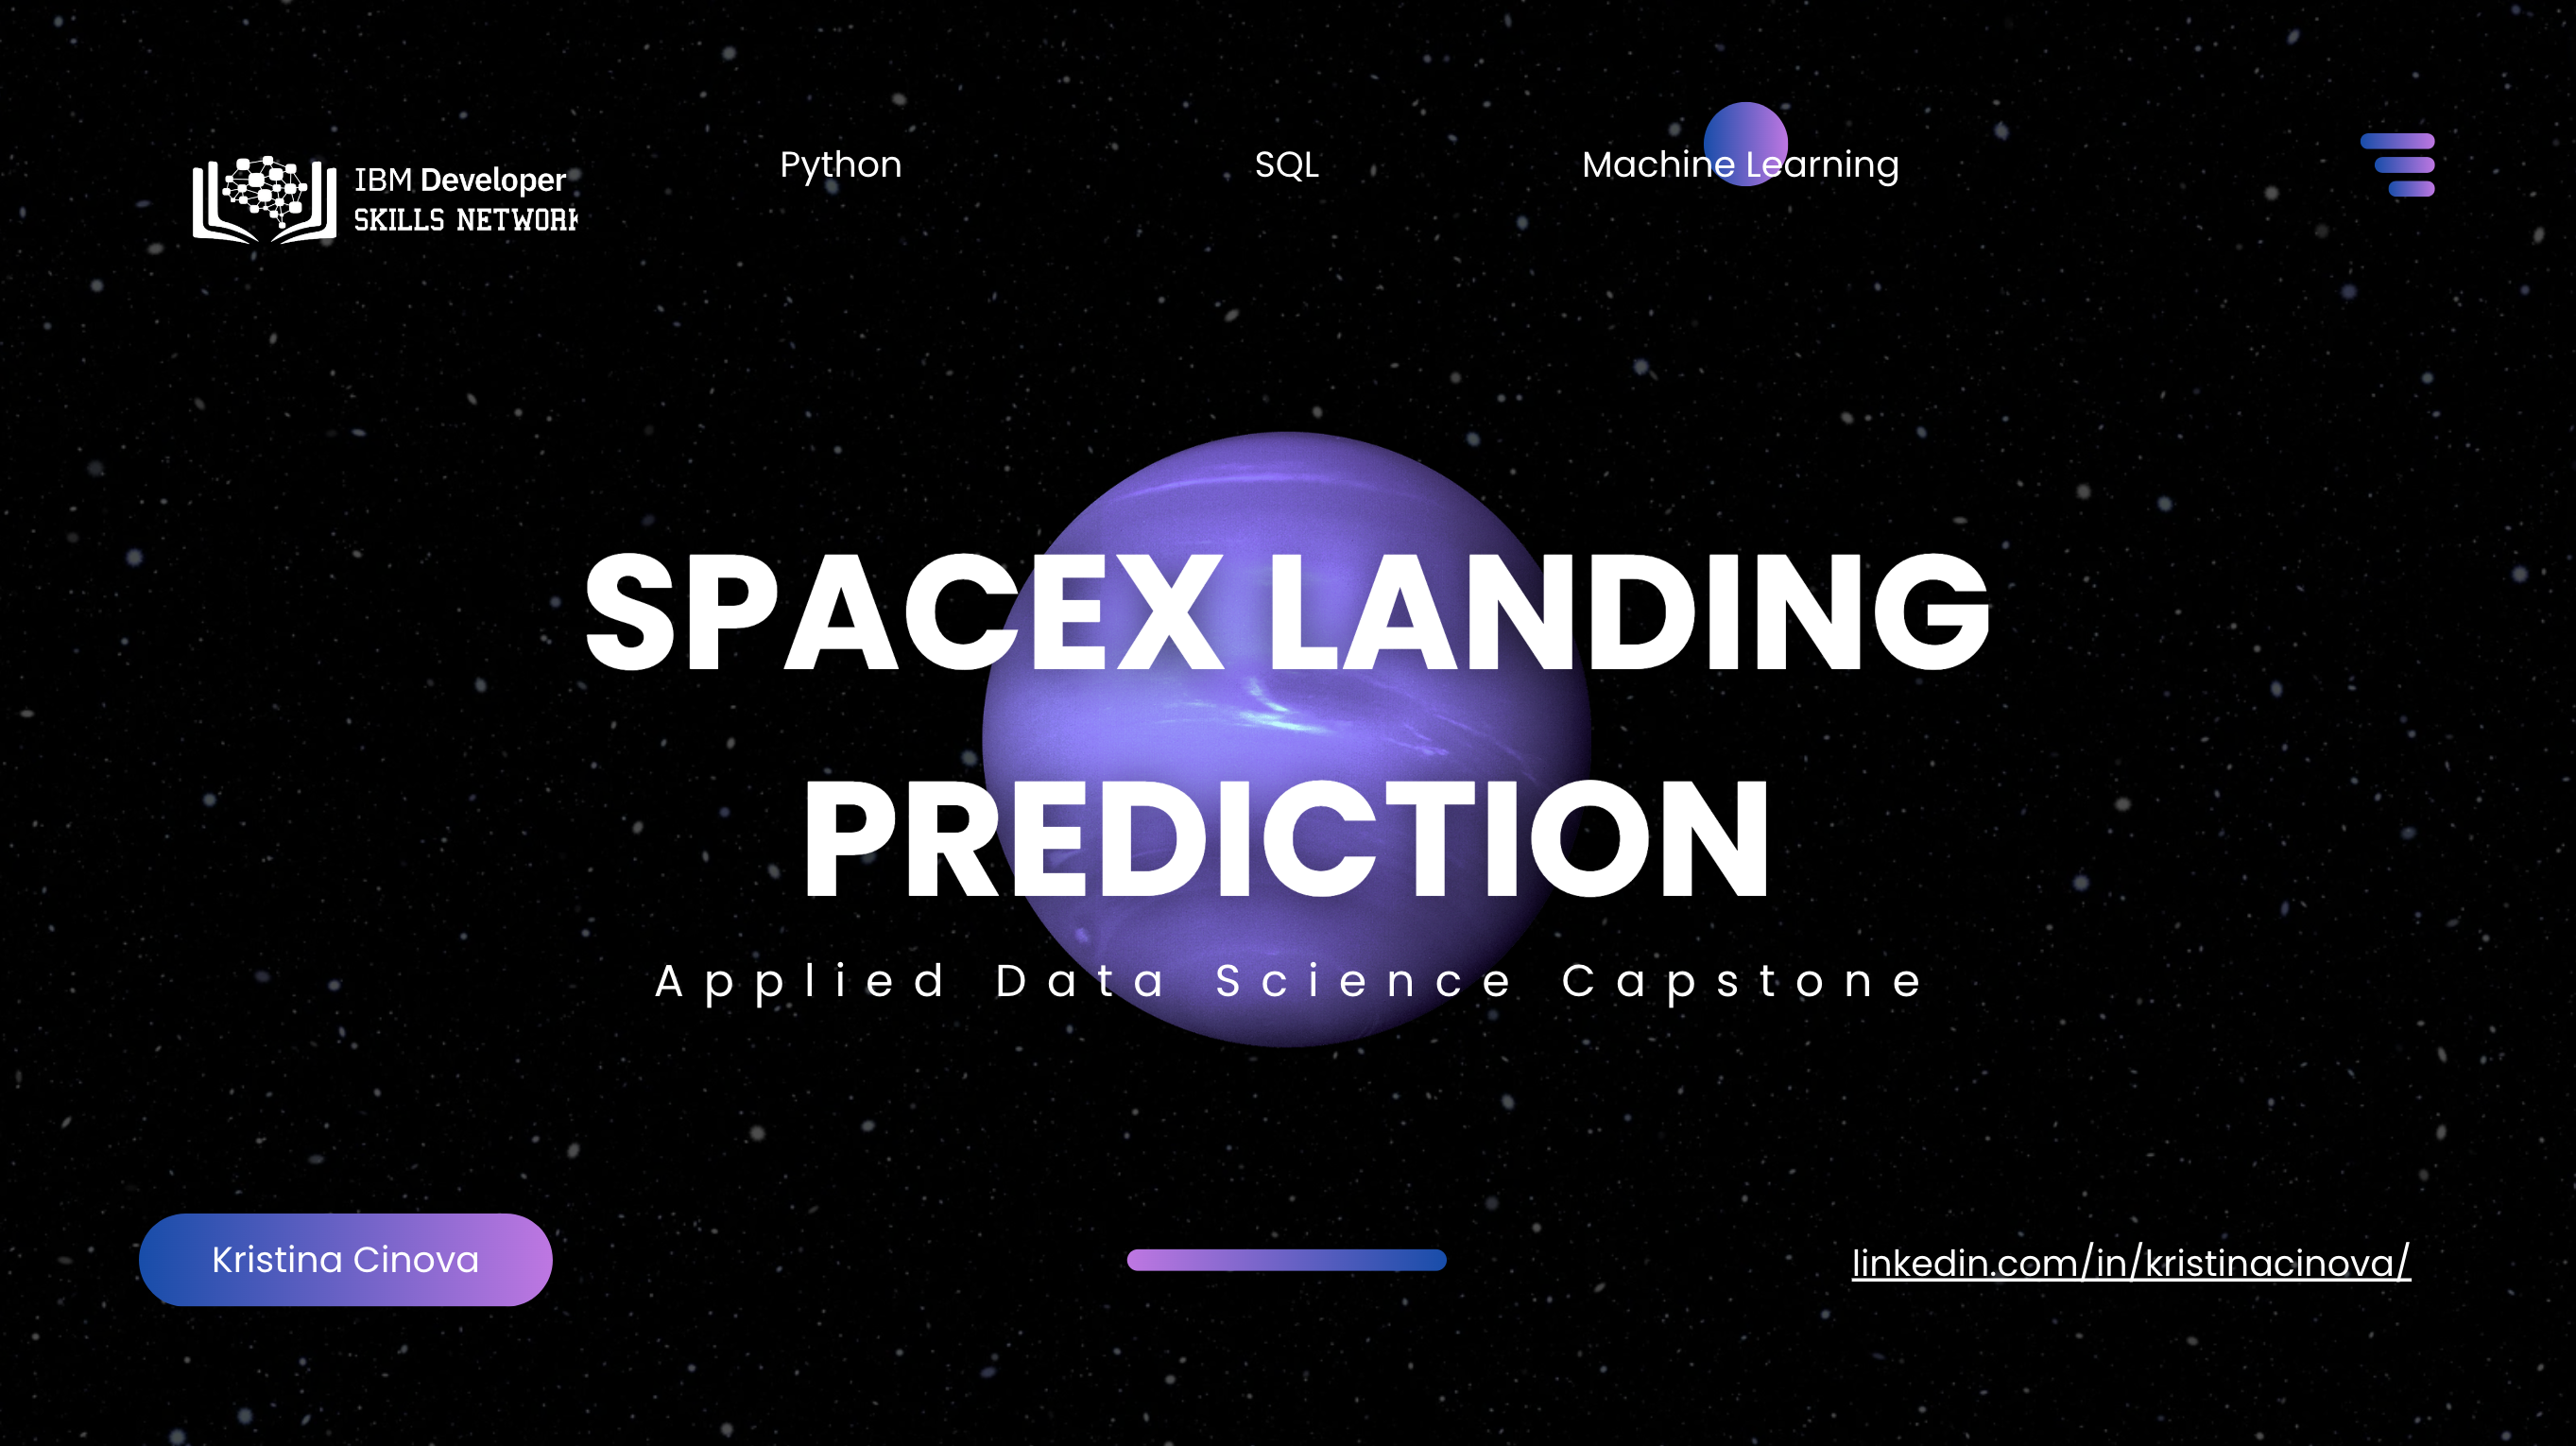 IBM Developer
SKILLS NETWORK
Python
SQL
Machine Learning
SPACEX LANDING
PREDICTION
Applied Data Science Capstone
Kristina Cinova
linkedin.com/in/kristinacinova/